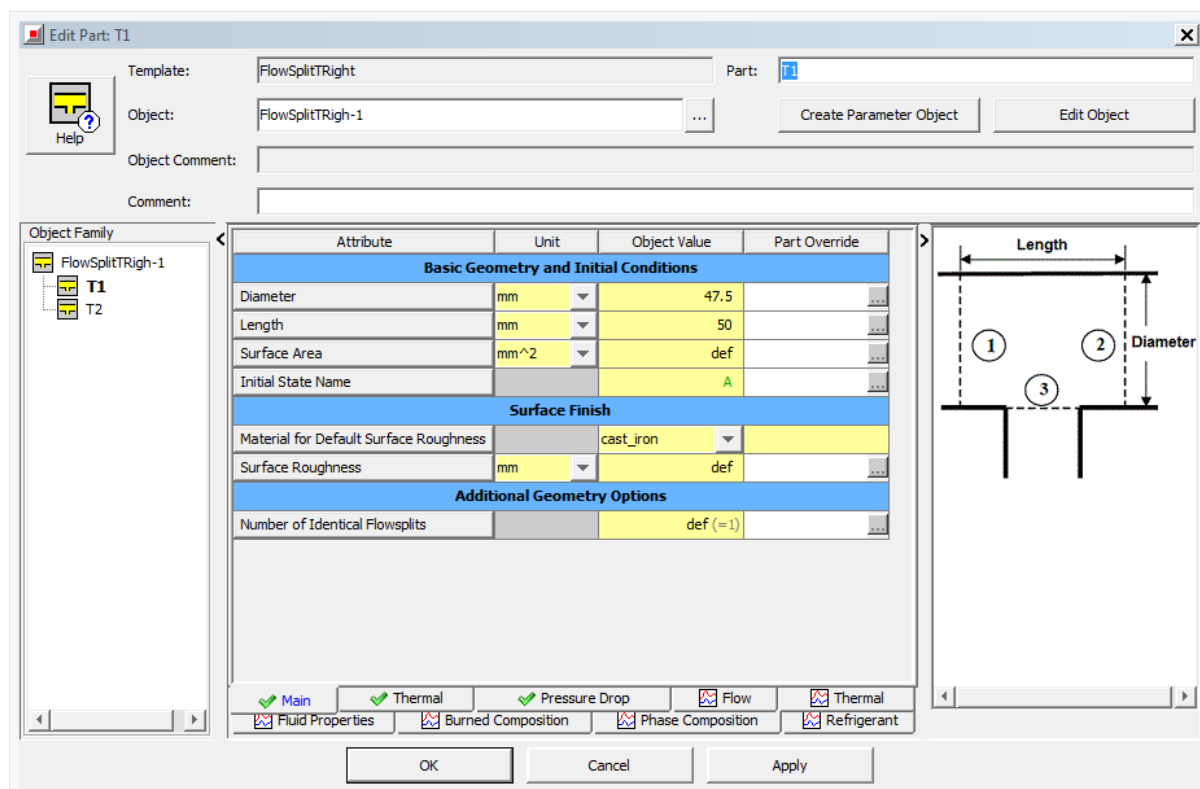 Edit Part: T1
Template: FlowSplitTRight Part: T1
Help
Object: FlowSplitTRigh-1 ... Create Parameter Object Edit Object
Object Comment:
Comment:
Object Family
FlowSplitTRigh-1
T1
T2
Attribute Unit Object Value Part Override
Basic Geometry and Initial Conditions
Diameter mm 47.5 ...
Length mm 50 ...
Surface Area mm^2 def ...
Initial State Name A ...
Surface Finish
Material for Default Surface Roughness cast_iron
Surface Roughness mm def ...
Additional Geometry Options
Number of Identical Flowsplits def (=1) ...
Main Thermal Pressure Drop Flow Thermal
Fluid Properties Burned Composition Phase Composition Refrigerant
Length
1 2 Diameter
3
OK Cancel Apply